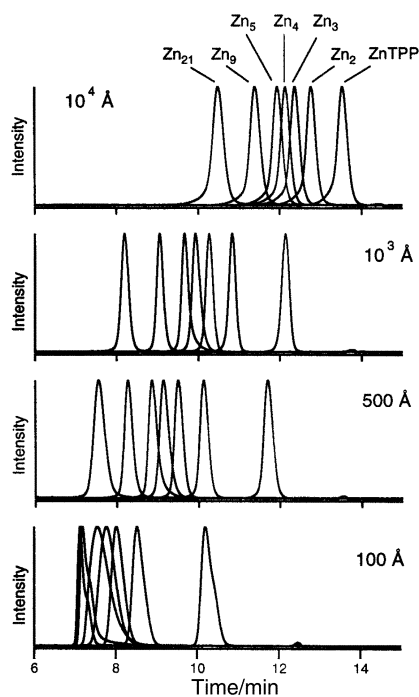 Zn₅ Zn₄ Zn₃
Zn₂₁ Zn₉ Zn₂ ZnTPP
10⁴ Å
Intensity
10³ Å
Intensity
500 Å
Intensity
100 Å
Intensity
6 8 10 12 14
Time/min